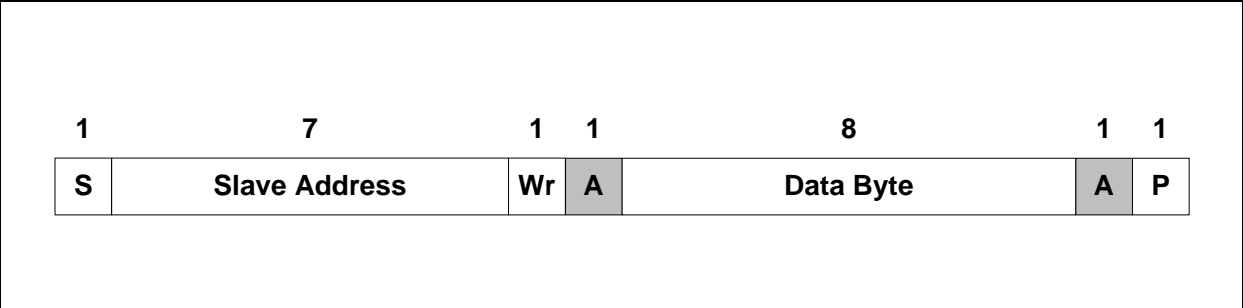 1 7 1 1 8 1 1
S Slave Address Wr A Data Byte A P